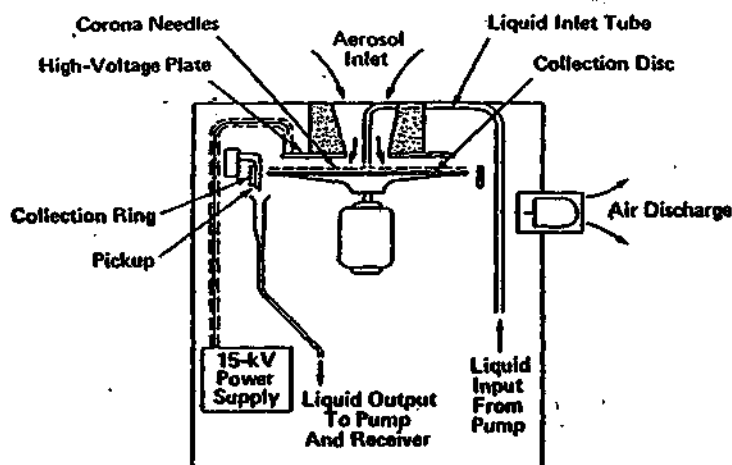 Corona Needles
High-Voltage Plate
Aerosol
Inlet
Liquid Inlet Tube
Collection Disc
Collection Ring
Pickup
Air Discharge
15-kV
Power
Supply
Liquid Output
To Pump
And Receiver
Liquid
Input
From
Pump